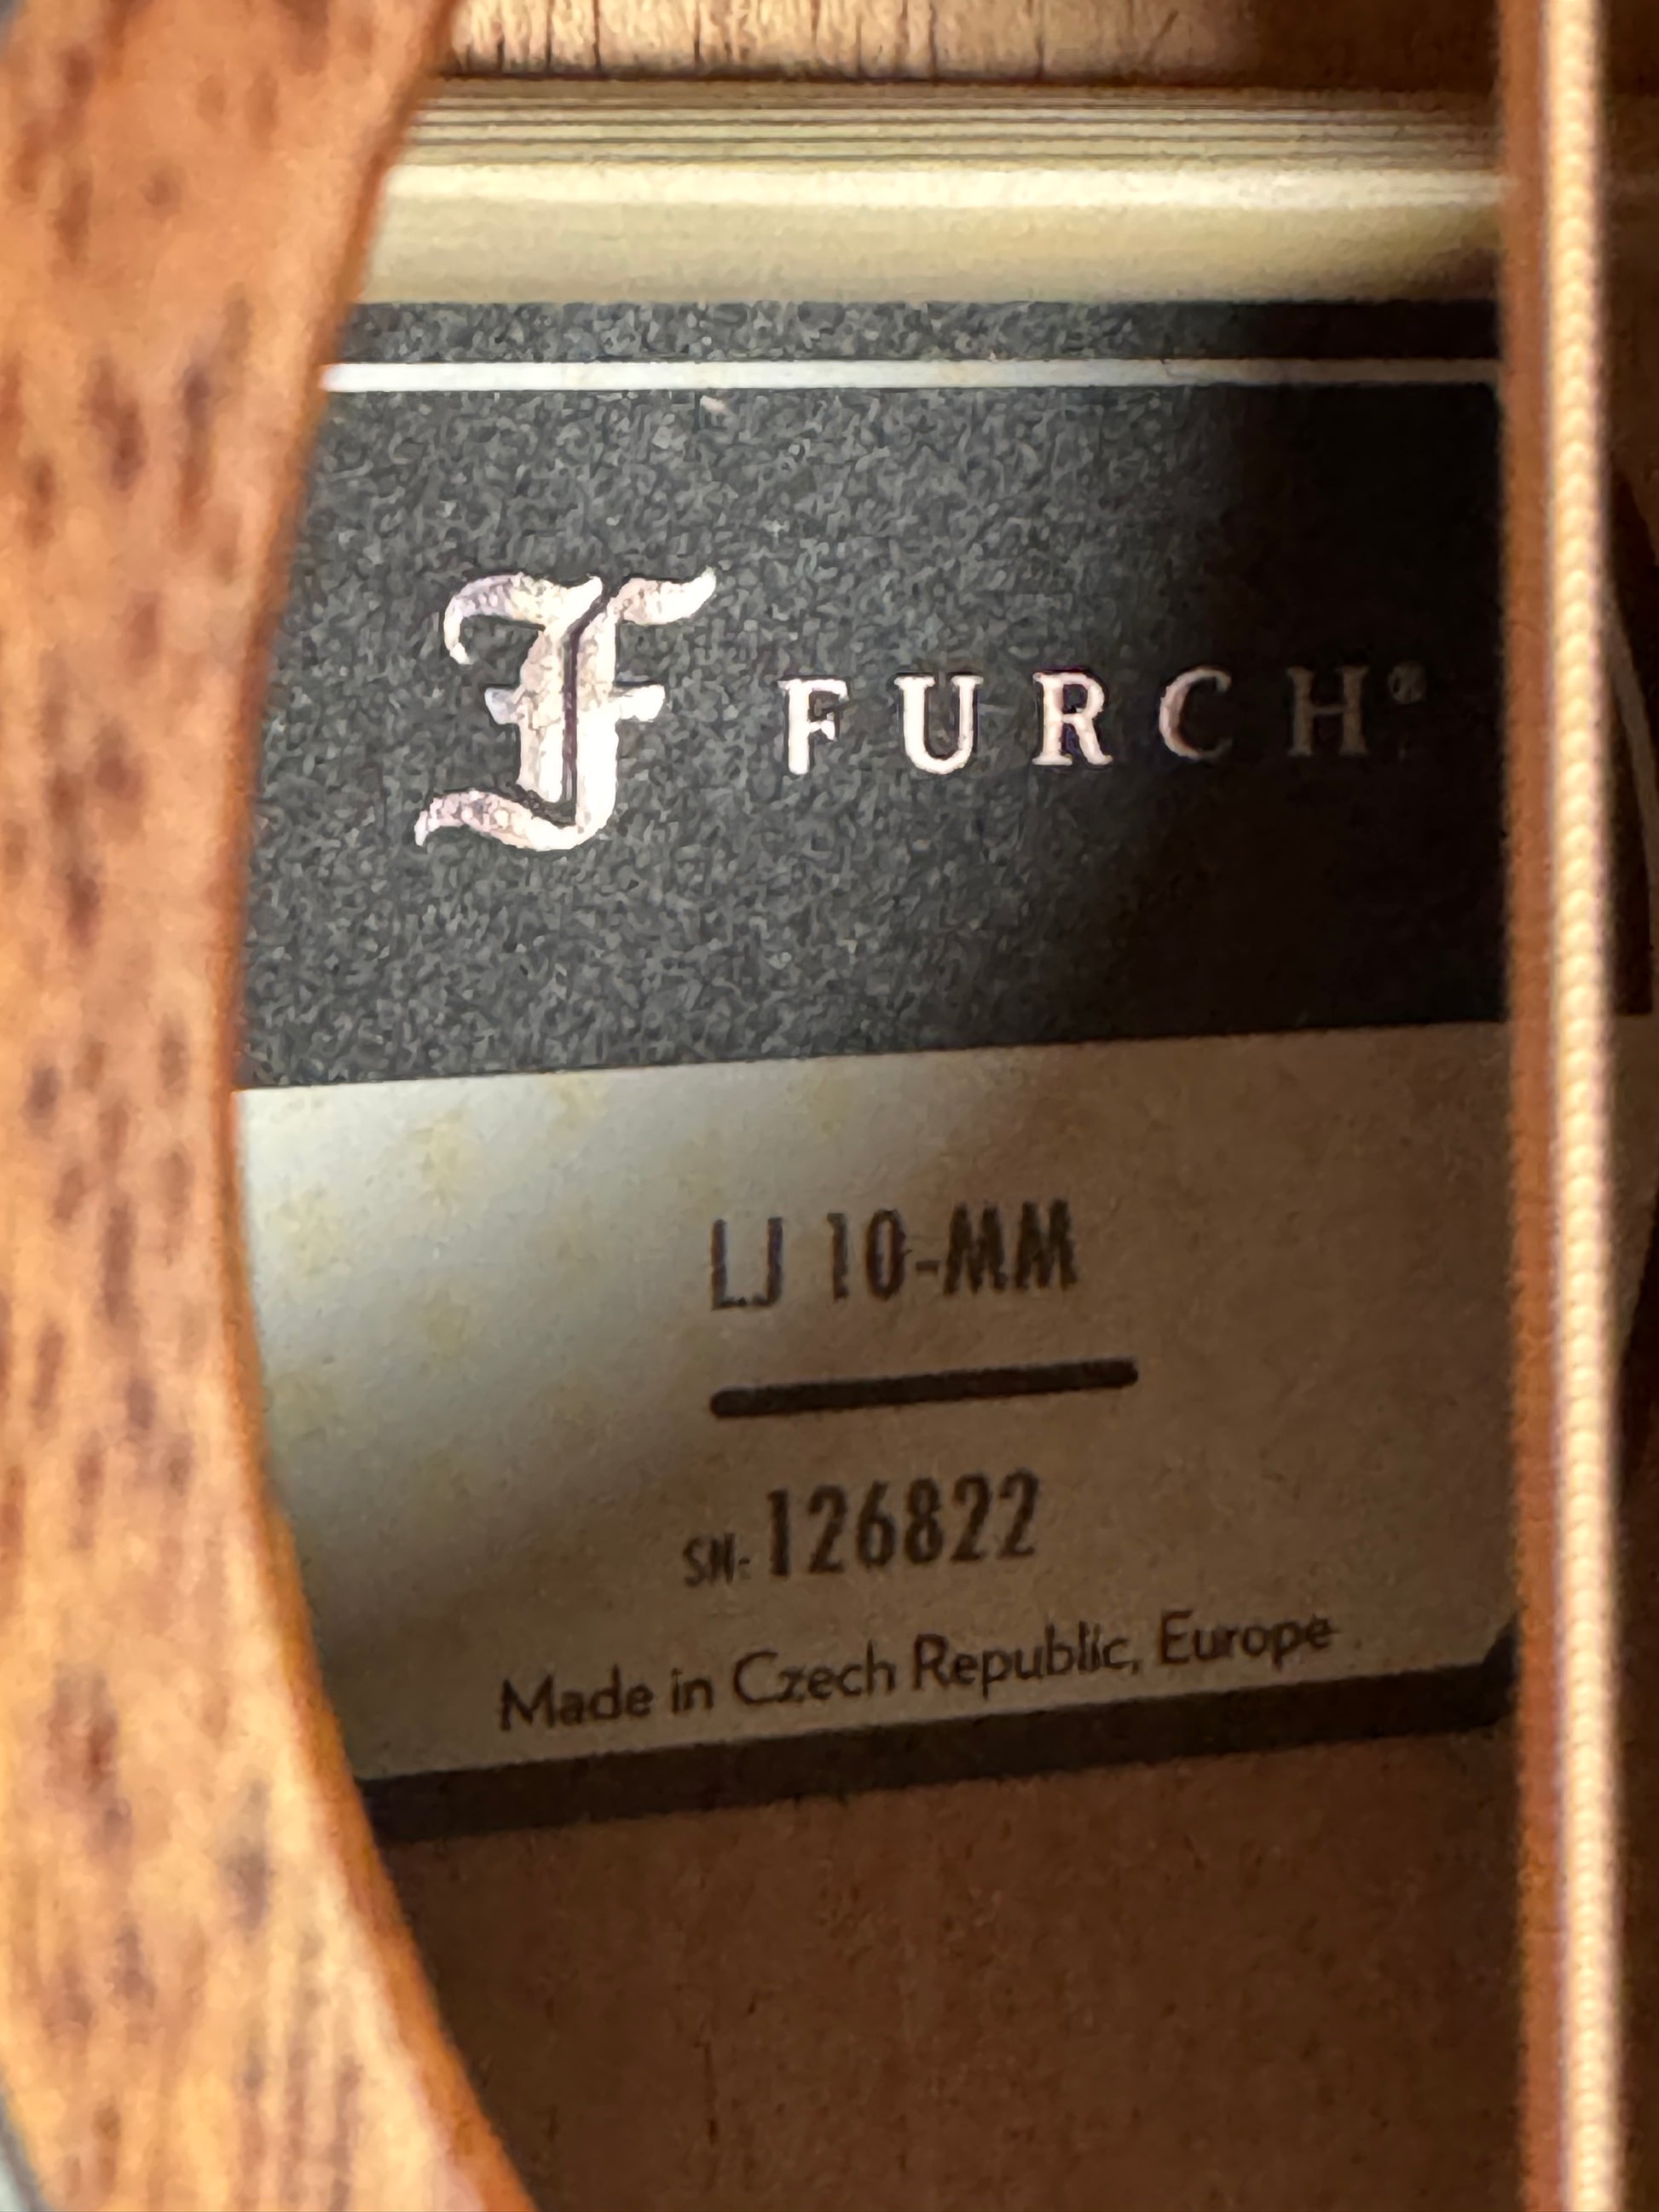 F FURCH®
LJ 10-MM
SN: 126822
Made in Czech Republic, Europe